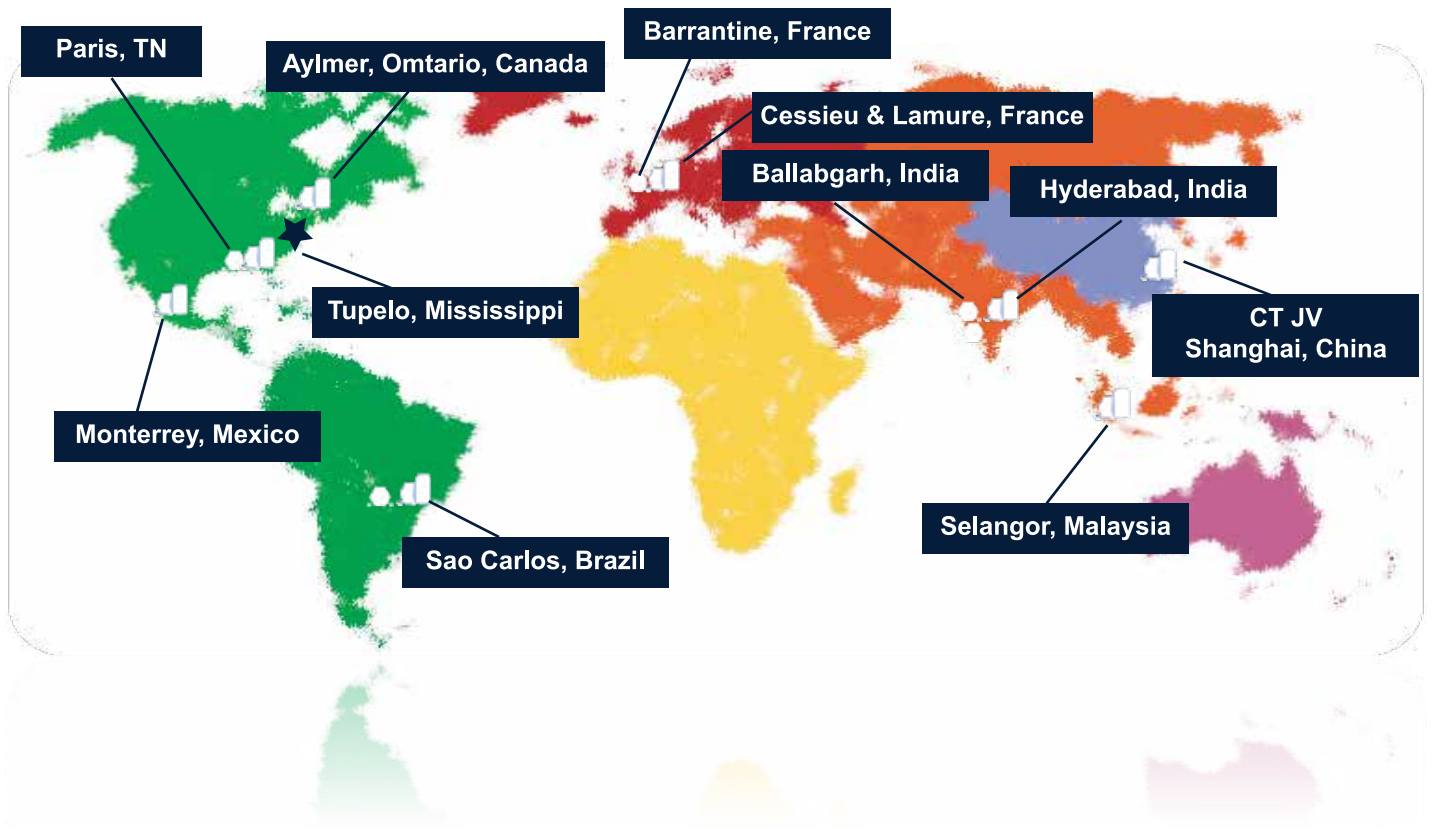 Barrantine, France
Paris, TN
Aylmer, Omtario, Canada
Cessieu & Lamure, France
Ballabgarh, India
Hyderabad, India
Tupelo, Mississippi
CT JV
Shanghai, China
Monterrey, Mexico
Selangor, Malaysia
Sao Carlos, Brazil